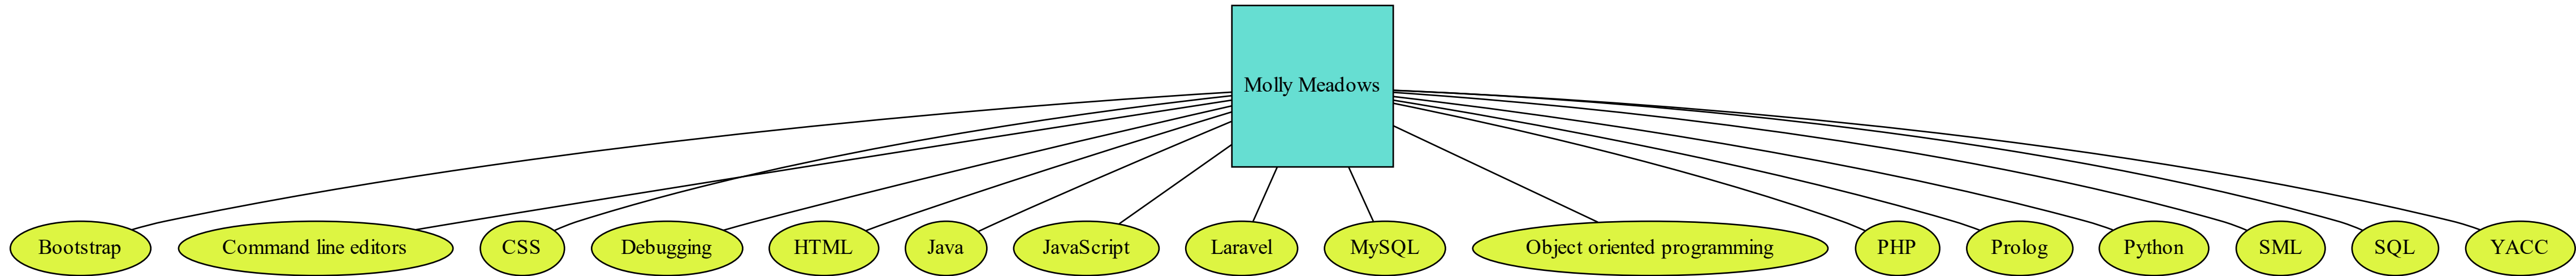 Molly Meadows
Bootstrap
Command line editors
CSS
Debugging
HTML
Java
JavaScript
Laravel
MySQL
Object oriented programming
PHP
Prolog
Python
SML
SQL
YACC